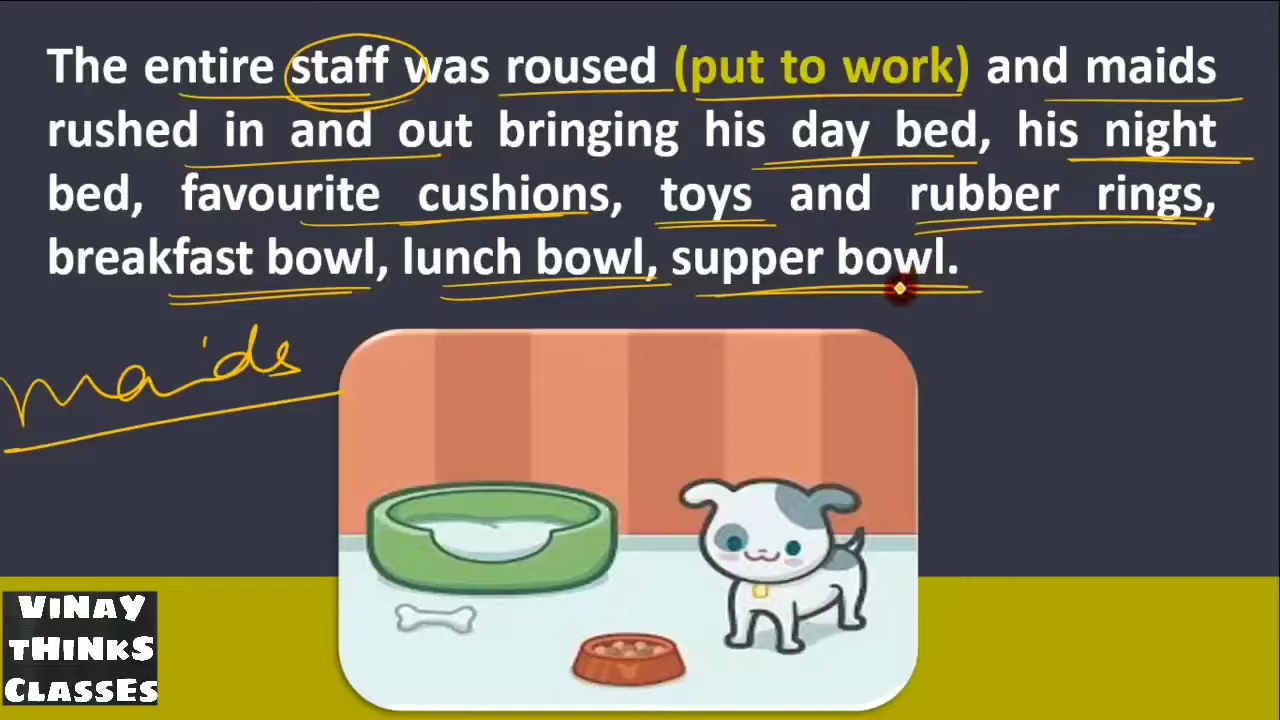 The entire staff was roused (put to work) and maids
rushed in and out bringing his day bed, his night
bed, favourite cushions, toys and rubber rings,
breakfast bowl, lunch bowl, supper bowl.
maids
ViNAY
THiNKS
CLASSES